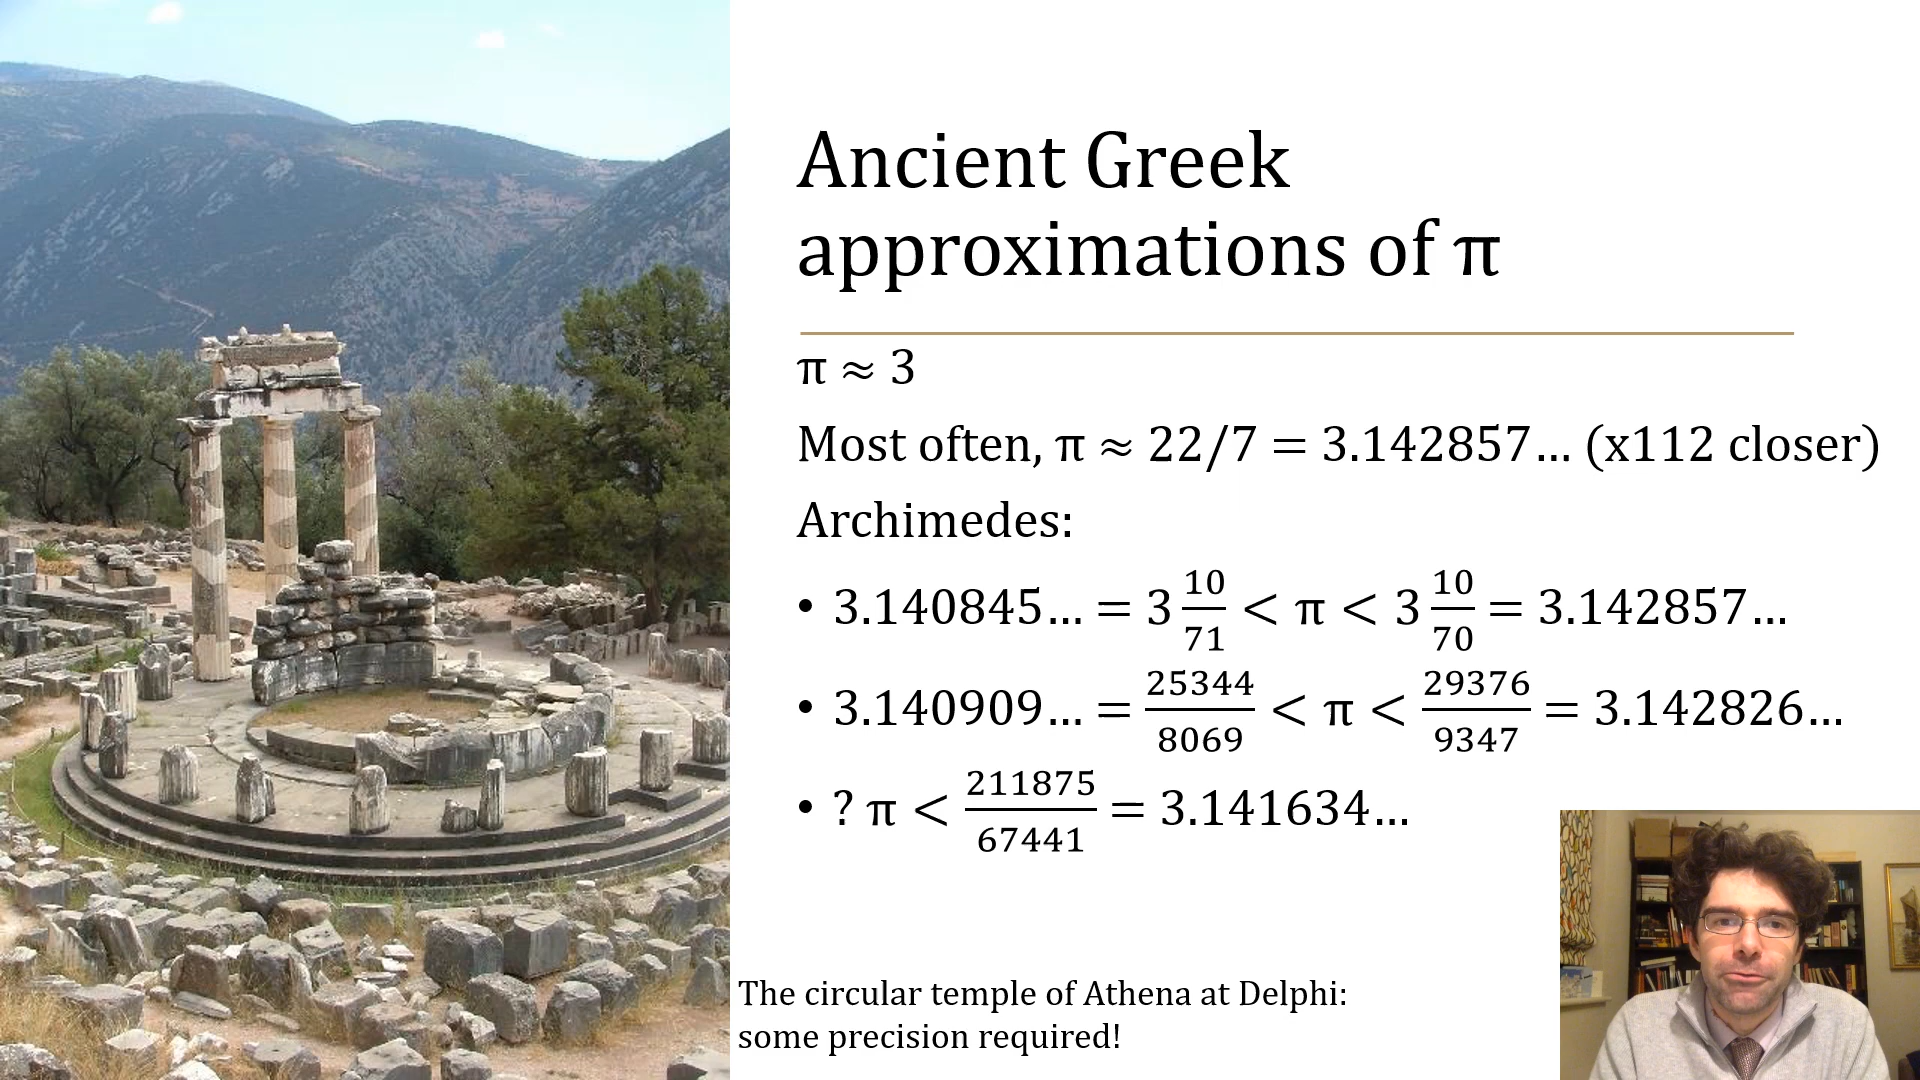 Ancient Greek
approximations of π
π ≈ 3
Most often, π ≈ 22/7 = 3.142857… (x112 closer)
Archimedes:
• 3.140845… = 3 10/71 < π < 3 10/70 = 3.142857…
• 3.140909… = 25344/8069 < π < 29376/9347 = 3.142826…
• ? π < 211875/67441 = 3.141634…
The circular temple of Athena at Delphi:
some precision required!